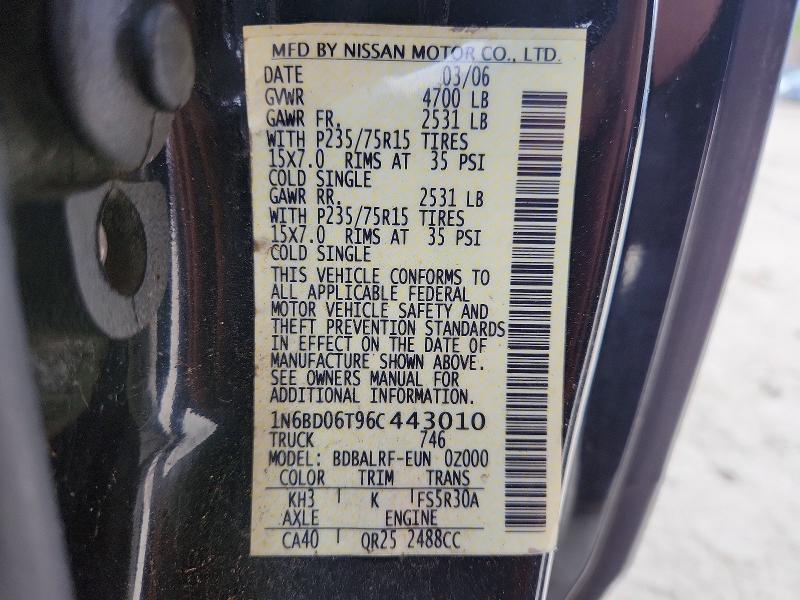 MFD BY NISSAN MOTOR CO., LTD.
DATE 03/06
GVWR 4700 LB
GAWR FR. 2531 LB
WITH P235/75R15 TIRES
15X7.0 RIMS AT 35 PSI
COLD SINGLE
GAWR RR. 2531 LB
WITH P235/75R15 TIRES
15X7.0 RIMS AT 35 PSI
COLD SINGLE
THIS VEHICLE CONFORMS TO
ALL APPLICABLE FEDERAL
MOTOR VEHICLE SAFETY AND
THEFT PREVENTION STANDARDS
IN EFFECT ON THE DATE OF
MANUFACTURE SHOWN ABOVE.
SEE OWNERS MANUAL FOR
ADDITIONAL INFORMATION.
1N6BD06T96C443010
TRUCK 746
MODEL: BDBALRF-EUN 0Z000
COLOR TRIM TRANS
KH3 K FS5R30A
AXLE ENGINE
CA40 QR25 2488CC